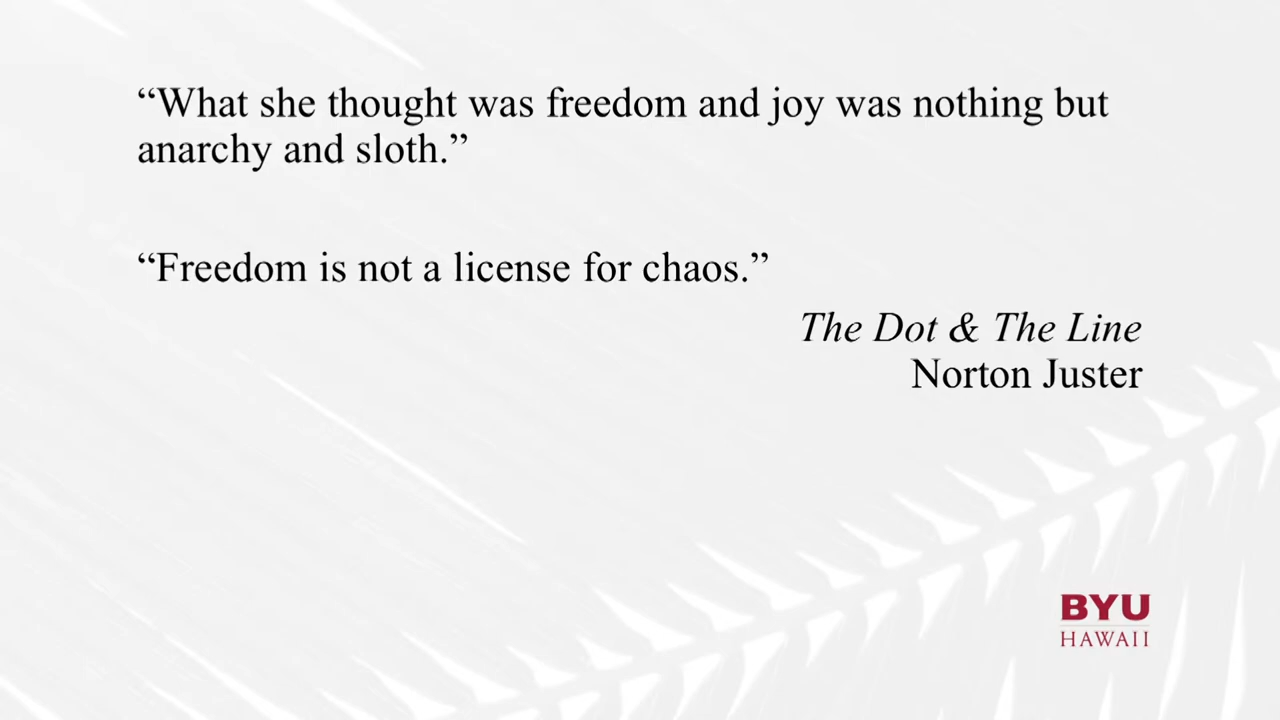 “What she thought was freedom and joy was nothing but
anarchy and sloth.”
“Freedom is not a license for chaos.”
The Dot & The Line
Norton Juster
BYU
HAWAII